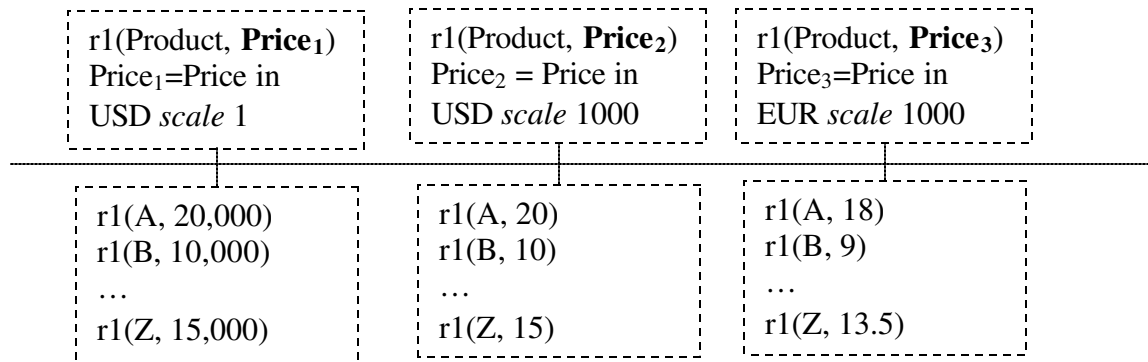 r1(Product, Price₁)
Price₁=Price in
USD scale 1
r1(Product, Price₂)
Price₂ = Price in
USD scale 1000
r1(Product, Price₃)
Price₃=Price in
EUR scale 1000
r1(A, 20,000)
r1(B, 10,000)
…
r1(Z, 15,000)
r1(A, 20)
r1(B, 10)
…
r1(Z, 15)
r1(A, 18)
r1(B, 9)
…
r1(Z, 13.5)